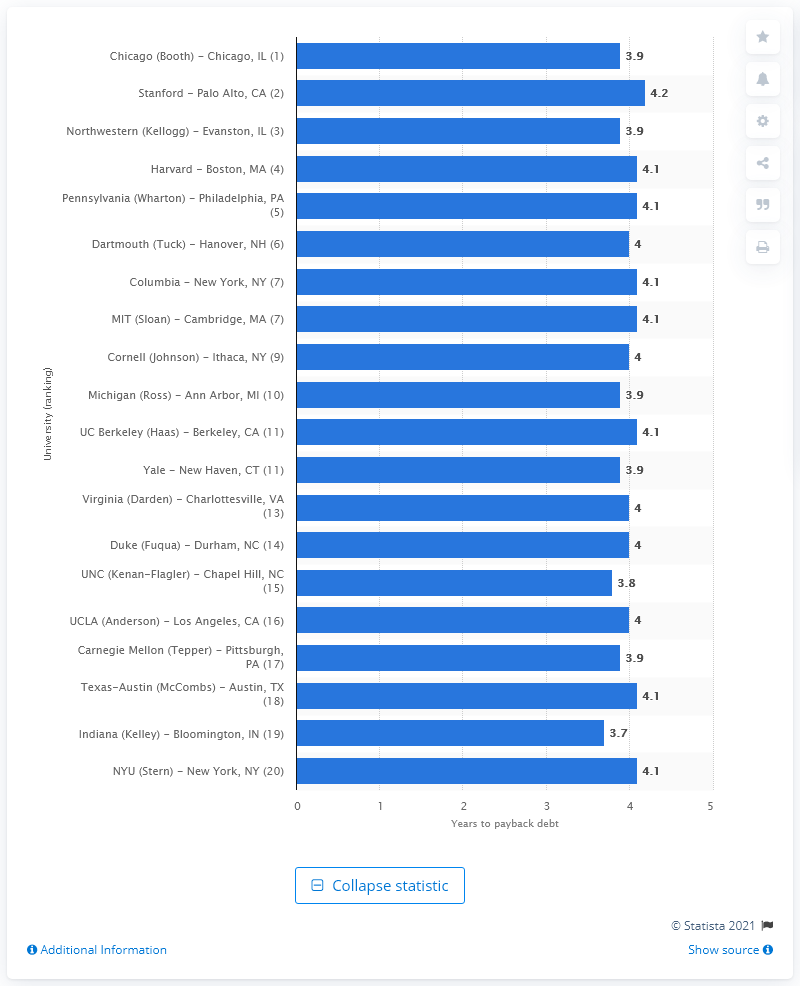 Chicago (Booth) – Chicago, IL (1)
3.9
Stanford – Palo Alto, CA (2)
4.2
Northwestern (Kellogg) – Evanston, IL (3)
3.9
Harvard – Boston, MA (4)
4.1
Pennsylvania (Wharton) – Philadelphia, PA
(5)
4.1
Dartmouth (Tuck) – Hanover, NH (6)
4
Columbia – New York, NY (7)
4.1
MIT (Sloan) – Cambridge, MA (7)
4.1
Cornell (Johnson) – Ithaca, NY (9)
4
Michigan (Ross) – Ann Arbor, MI (10)
3.9
UC Berkeley (Haas) – Berkeley, CA (11)
4.1
Yale – New Haven, CT (11)
3.9
Virginia (Darden) – Charlottesville, VA
(13)
4
Duke (Fuqua) – Durham, NC (14)
4
UNC (Kenan-Flagler) – Chapel Hill, NC
(15)
3.8
UCLA (Anderson) – Los Angeles, CA (16)
4
Carnegie Mellon (Tepper) – Pittsburgh,
PA (17)
3.9
Texas-Austin (McCombs) – Austin, TX
(18)
4.1
Indiana (Kelley) – Bloomington, IN (19)
3.7
NYU (Stern) – New York, NY (20)
4.1
University (ranking)
0 1 2 3 4 5
Years to payback debt
Collapse statistic
© Statista 2021
Additional Information
Show source